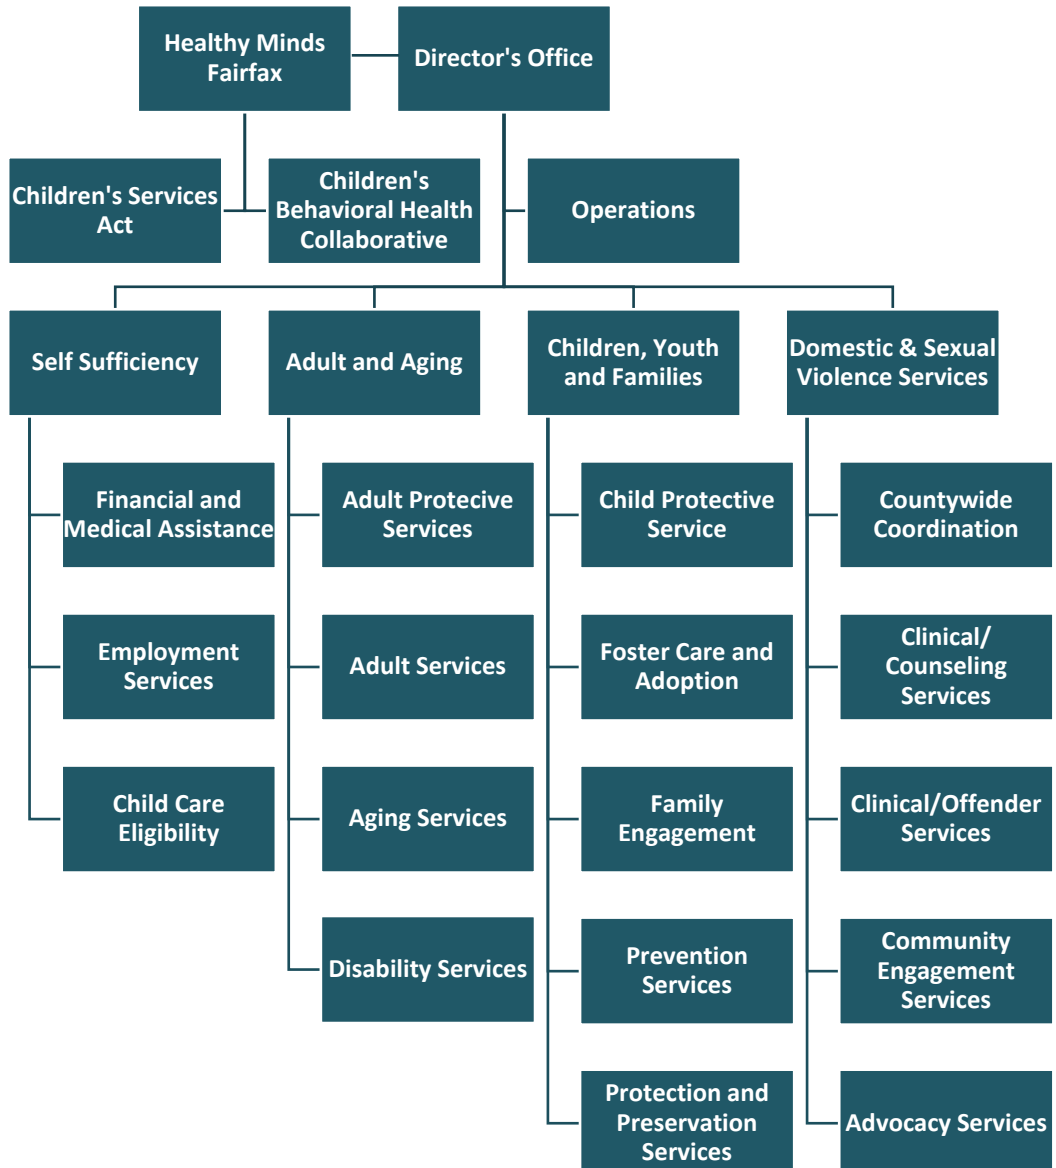 Healthy Minds
Fairfax
Director's Office
Children's Services
Act
Children's
Behavioral Health
Collaborative
Operations
Self Sufficiency
Adult and Aging
Children, Youth
and Families
Domestic & Sexual
Violence Services
Financial and
Medical Assistance
Adult Protecive
Services
Child Protective
Service
Countywide
Coordination
Employment
Services
Adult Services
Foster Care and
Adoption
Clinical/
Counseling
Services
Child Care
Eligibility
Aging Services
Family
Engagement
Clinical/Offender
Services
Disability Services
Prevention
Services
Community
Engagement
Services
Protection and
Preservation
Services
Advocacy Services